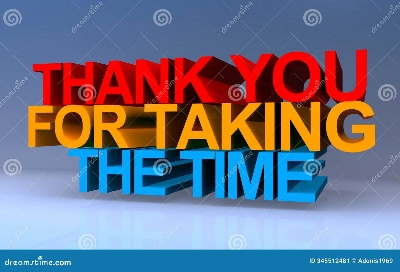 THANK YOU
FOR TAKING
THE TIME
dreamstime.com
ID 345512481 © Adonis1969